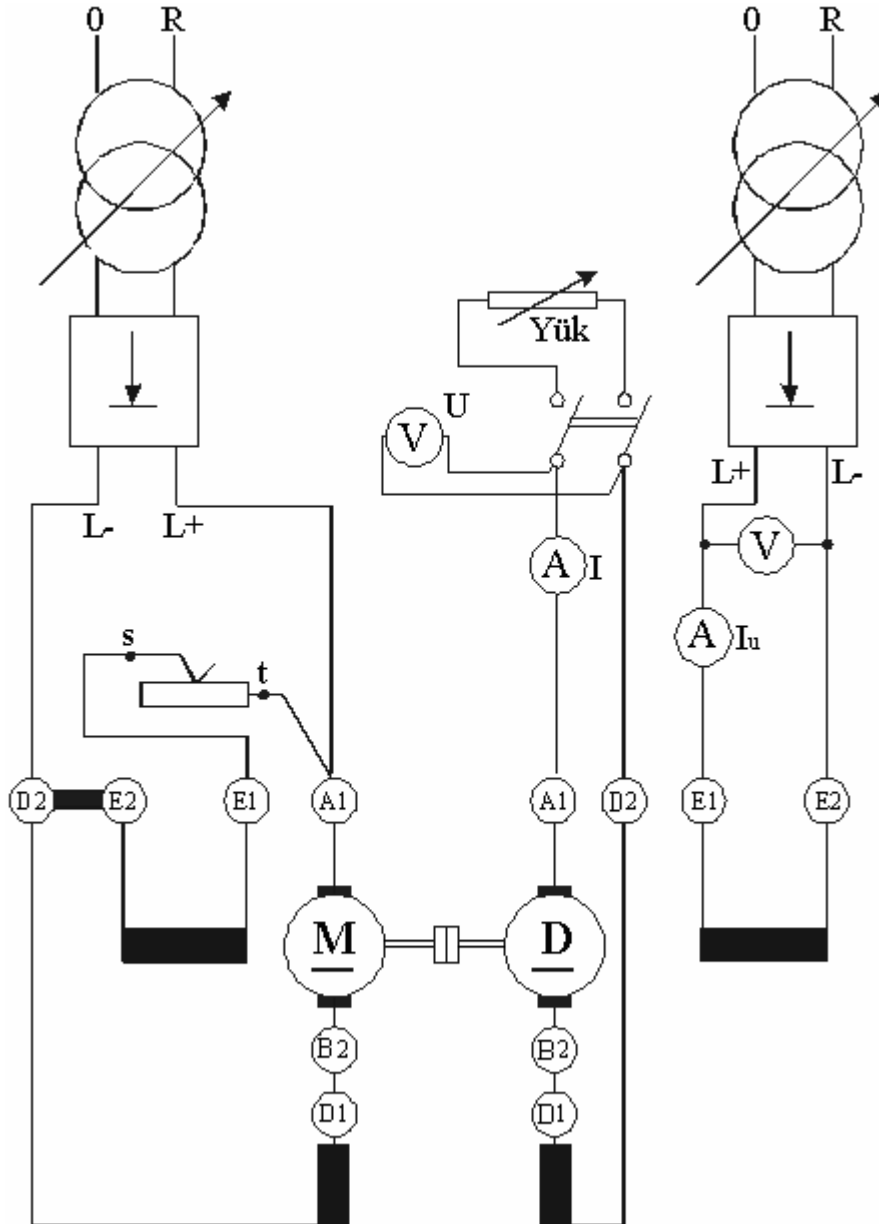 0 R 0 R
Yük
U
V
L+ L-
L- L+
V
A I
A Iu
s
t
D2 E2 E1 A1 A1 D2 E1 E2
M D
B2 B2
D1 D1